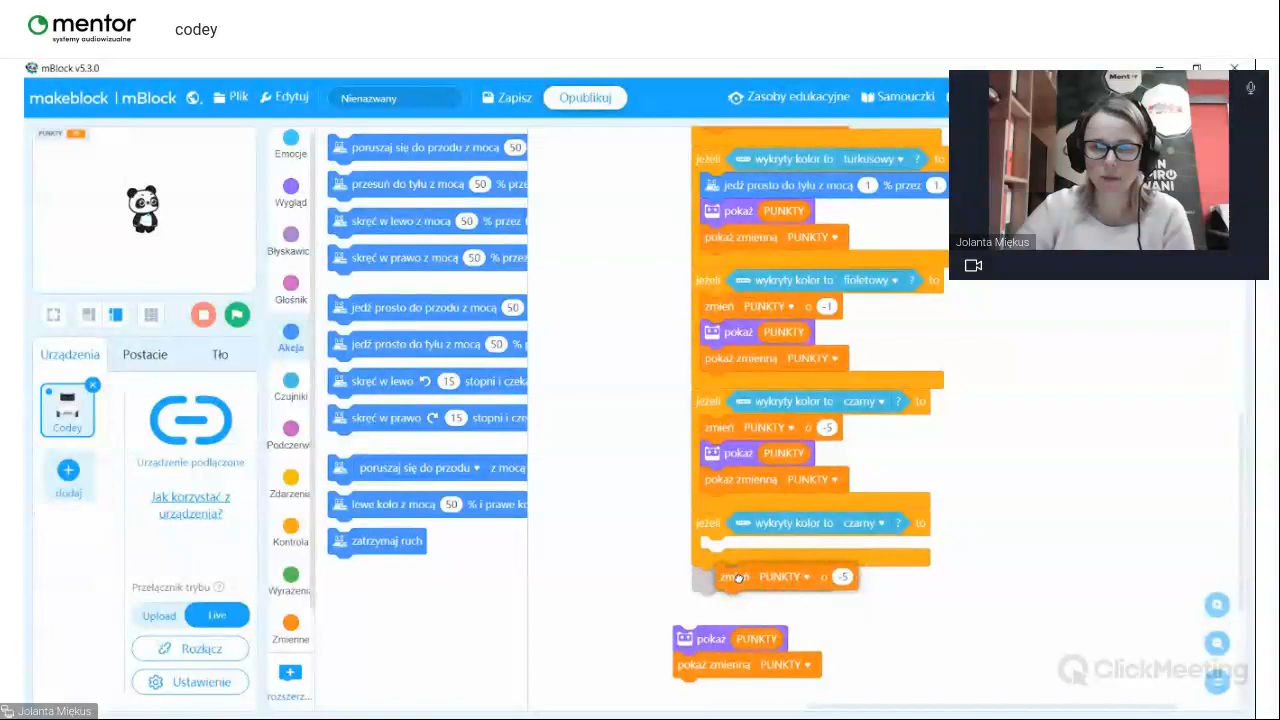 mentor
systemy audiowizualne
codey
mBlock v5.3.0
makeblock | mBlock
Plik
Edytuj
Nienazwany
Zapisz
Opublikuj
Zasoby edukacyjne
Samouczki
PUNKTY
Emocje
Wygląd
Błyskawic
Głośnik
Akcja
Czujniki
Podczerw
Zdarzenia
Kontrola
Wyrażeni
Zmienne
rozszerz...
poruszaj się do przodu z mocą 50
przesuń do tyłu z mocą 50 % prze
skręć w lewo z mocą 50 % przez
skręć w prawo z mocą 50 % prze
jedź prosto do przodu z mocą 50
jedź prosto do tyłu z mocą 50 %
skręć w lewo 15 stopni i czeka
skręć w prawo 15 stopni i cze
poruszaj się do przodu z mocą
lewe koło z mocą 50 % i prawe ko
zatrzymaj ruch
jeżeli wykryty kolor to turkusowy ? to
jedź prosto do tyłu z mocą 1 % przez 1
pokaż PUNKTY
pokaż zmienną PUNKTY
jeżeli wykryty kolor to fioletowy ? to
zmień PUNKTY o -1
pokaż PUNKTY
pokaż zmienną PUNKTY
jeżeli wykryty kolor to czarny ? to
zmień PUNKTY o -5
pokaż PUNKTY
pokaż zmienną PUNKTY
jeżeli wykryty kolor to czarny ? to
zmień PUNKTY o -5
pokaż PUNKTY
pokaż zmienną PUNKTY
Urządzenia
Postacie
Tło
Codey
dodaj
Urządzenie podłączone
Jak korzystać z
urządzenia?
Przełącznik trybu ?
Upload
Live
Rozłącz
Ustawienie
Mentor
Jolanta Miękus
ClickMeeting
Jolanta Miękus